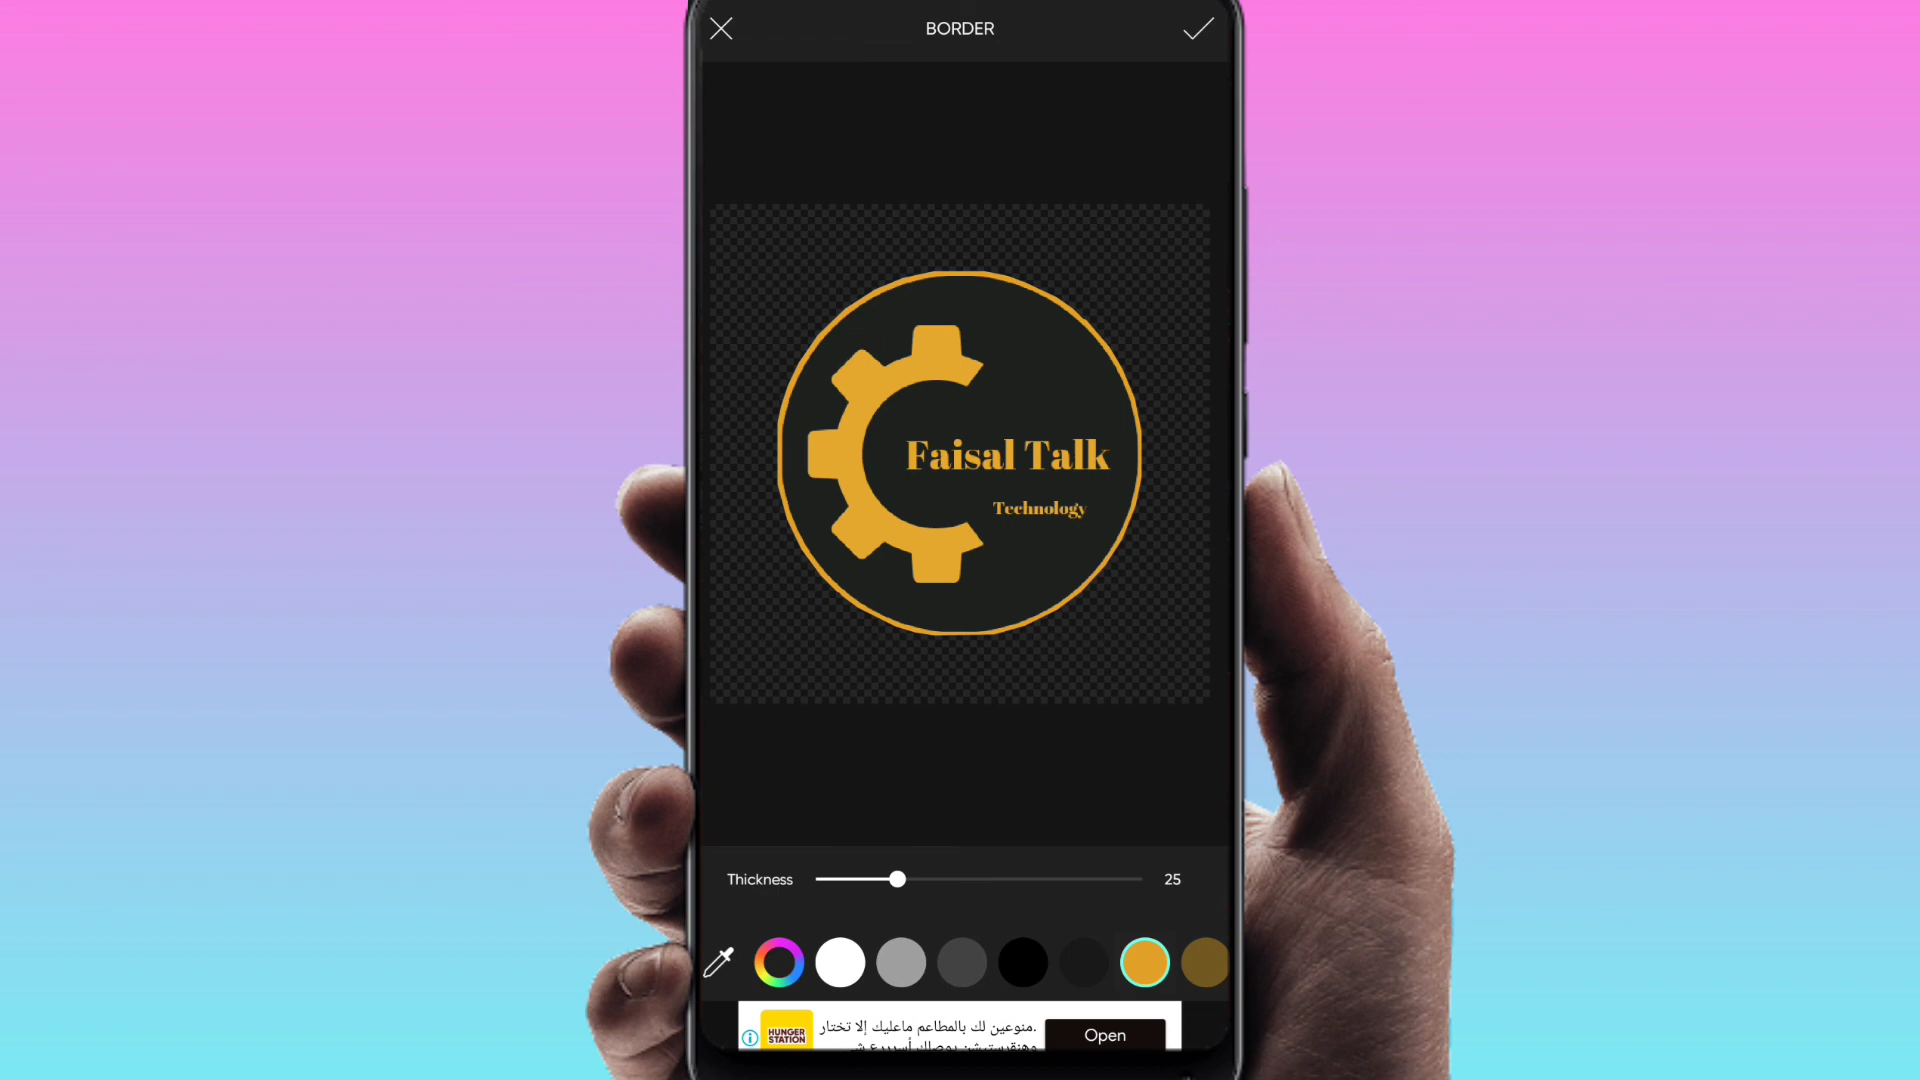 BORDER
Faisal Talk
Technology
Thickness
25
HUNGER
STATION
منوعين لك بالمطاعم ماعليك إلا تختار.
Open